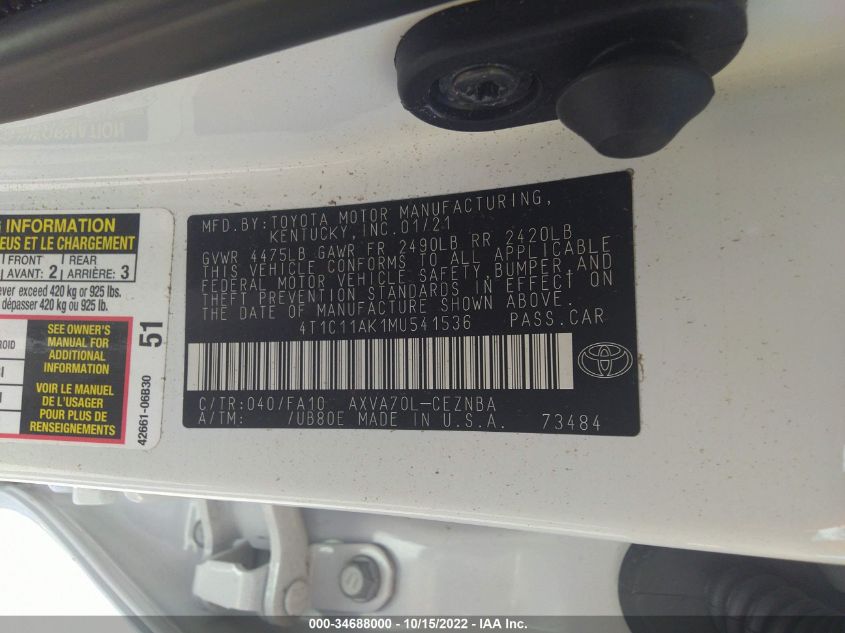 MFD.BY:TOYOTA MOTOR MANUFACTURING,
KENTUCKY,INC.01/21
GVWR 4475LB GAWR FR 2490LB RR 2420LB
THIS VEHICLE CONFORMS TO ALL APPLICABLE
FEDERAL MOTOR VEHICLE SAFETY,BUMPER,AND
THEFT PREVENTION STANDARDS IN EFFECT ON
THE DATE OF MANUFACTURE SHOWN ABOVE.
4T1C11AK1MU541536 PASS.CAR
C/TR:040/FA10 AXVA70L-CEZNBA
A/TM: /UB80E MADE IN U.S.A. 73484
INFORMATION
EUS ET LE CHARGEMENT
FRONT REAR
AVANT: 2 ARRIÈRE: 3
ver exceed 420 kg or 925 lbs.
dépasser 420 kg ou 925 lb.
SEE OWNER'S
MANUAL FOR
ADDITIONAL
INFORMATION
VOIR LE MANUEL
DE L'USAGER
POUR PLUS DE
RENSEIGNEMENTS
51
42661-06B30
000-34688000 - 10/15/2022 - IAA Inc.